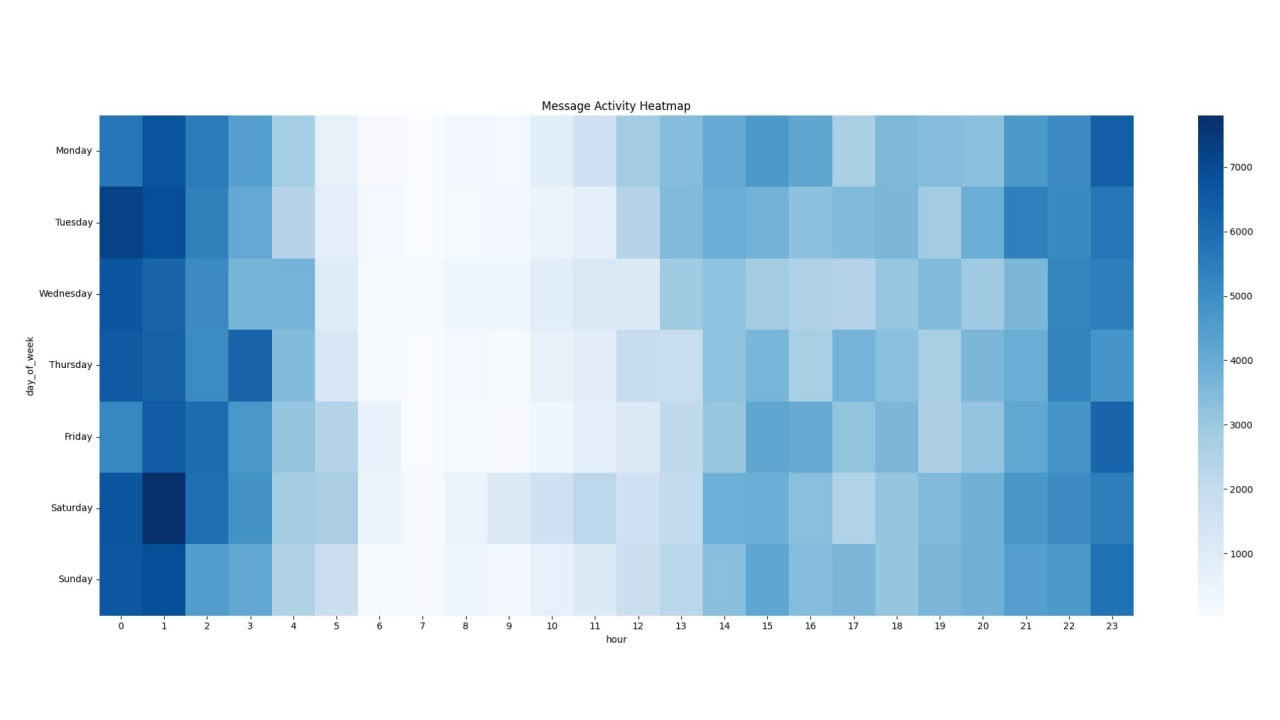 Message Activity Heatmap
day_of_week
Monday
Tuesday
Wednesday
Thursday
Friday
Saturday
Sunday
0 1 2 3 4 5 6 7 8 9 10 11 12 13 14 15 16 17 18 19 20 21 22 23
hour
7000
6000
5000
4000
3000
2000
1000